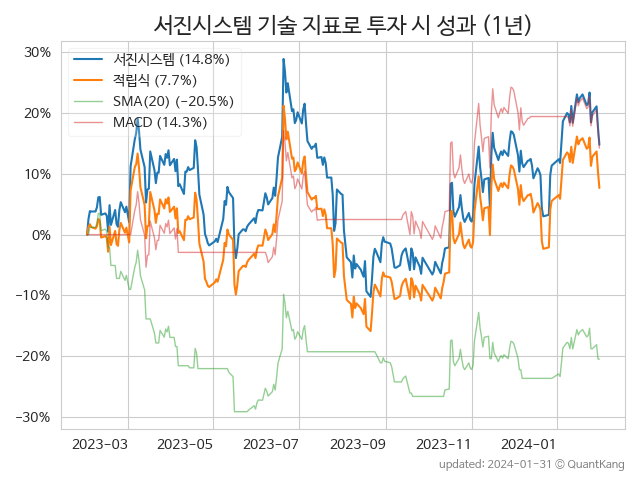 서진시스템 기술 지표로 투자 시 성과 (1년)
30%
20%
10%
0%
−10%
−20%
−30%
서진시스템 (14.8%)
적립식 (7.7%)
SMA(20) (−20.5%)
MACD (14.3%)
2023-03
2023-05
2023-07
2023-09
2023-11
2024-01
updated: 2024-01-31 © QuantKang